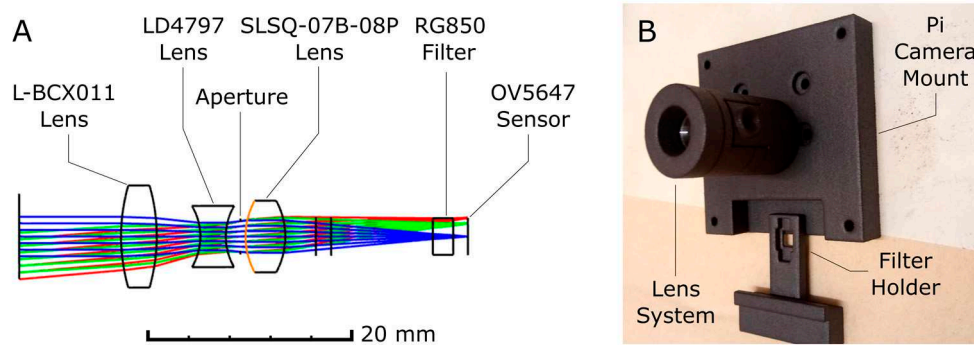 A
L-BCX011
Lens
LD4797
Lens
Aperture
SLSQ-07B-08P
Lens
RG850
Filter
OV5647
Sensor
20 mm
B
Pi
Camera
Mount
Filter
Holder
Lens
System